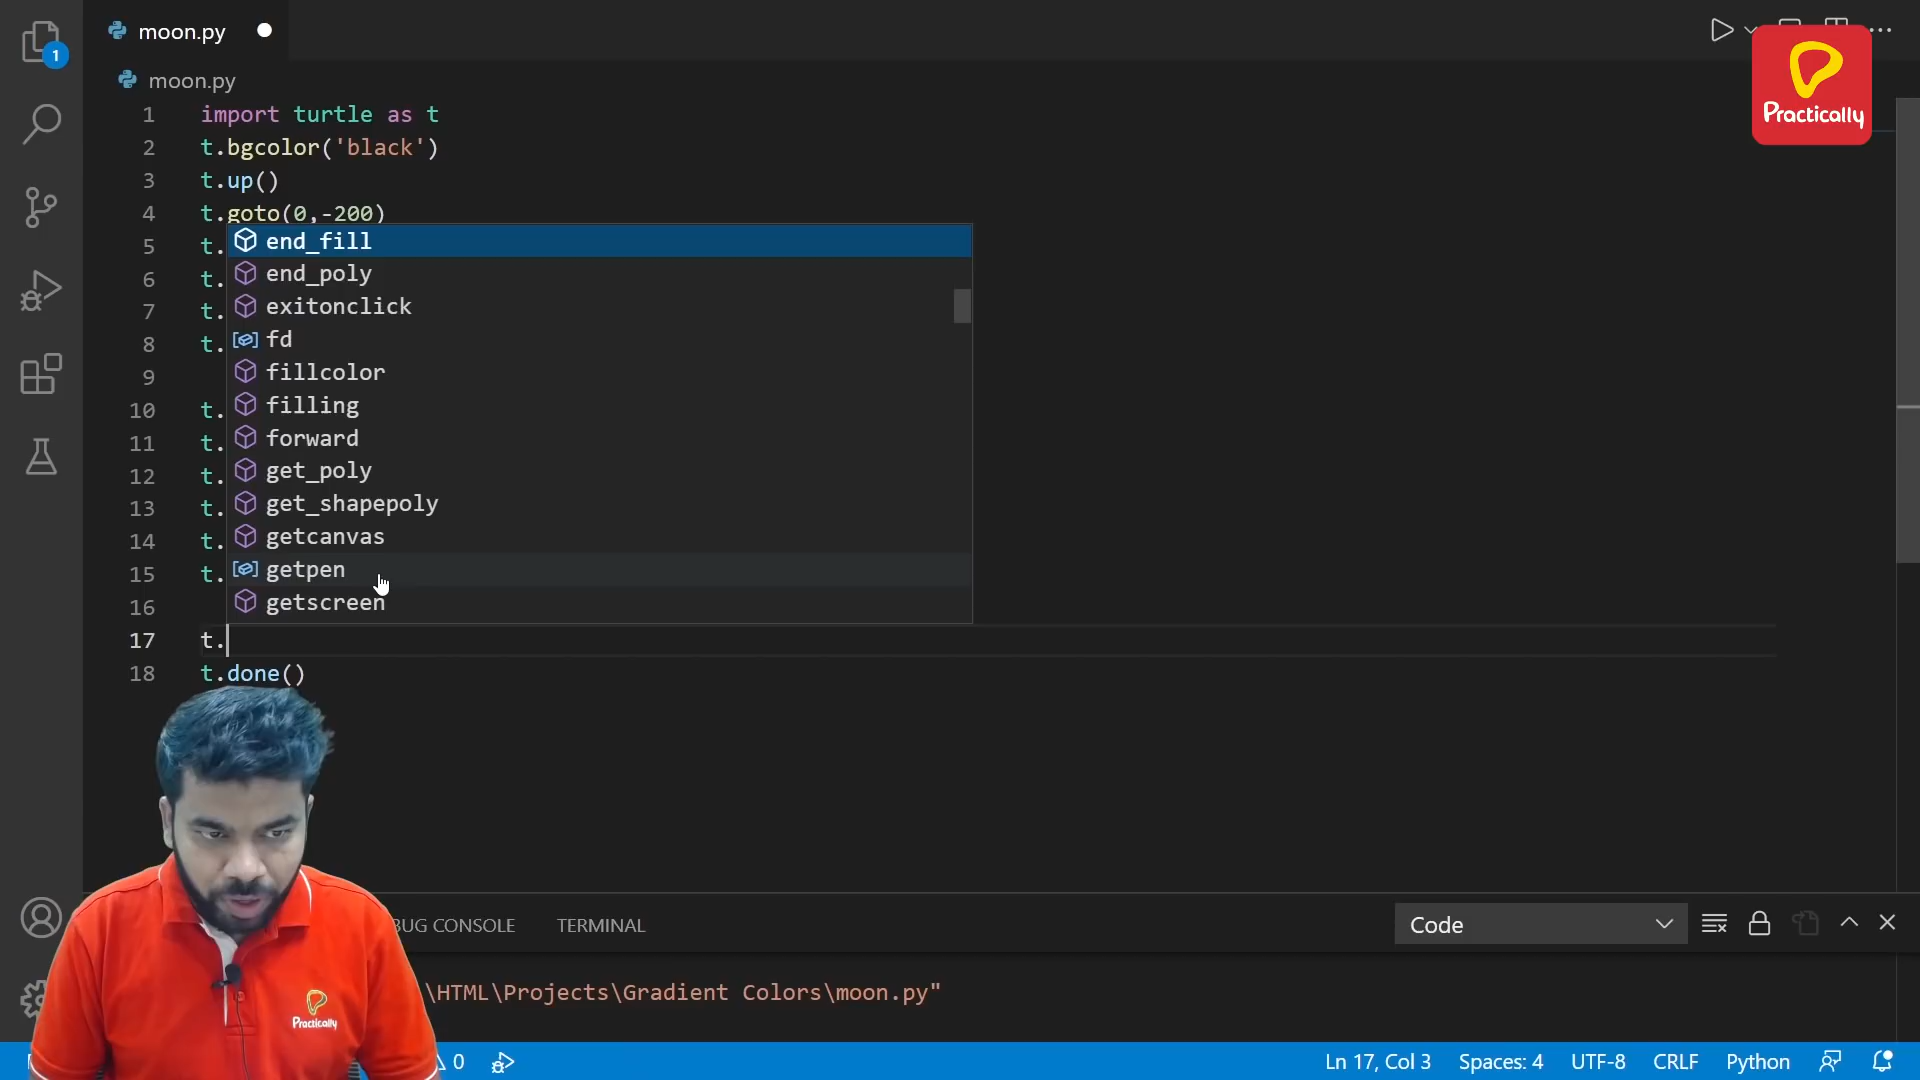 moon.py
1
Practically
moon.py
1 import turtle as t
2 t.bgcolor('black')
3 t.up()
4 t.goto(0,-200)
5 t.
end_fill
6 t.
end_poly
7 t.
exitonclick
8 t.
fd
9
fillcolor
10 t.
filling
11 t.
forward
12 t.
get_poly
13 t.
get_shapepoly
14 t.
getcanvas
15 t.
getpen
16
getscreen
17 t.
18 t.done()
BUG CONSOLE TERMINAL Code
\HTML\Projects\Gradient Colors\moon.py"
Practically
0 Ln 17, Col 3 Spaces: 4 UTF-8 CRLF Python